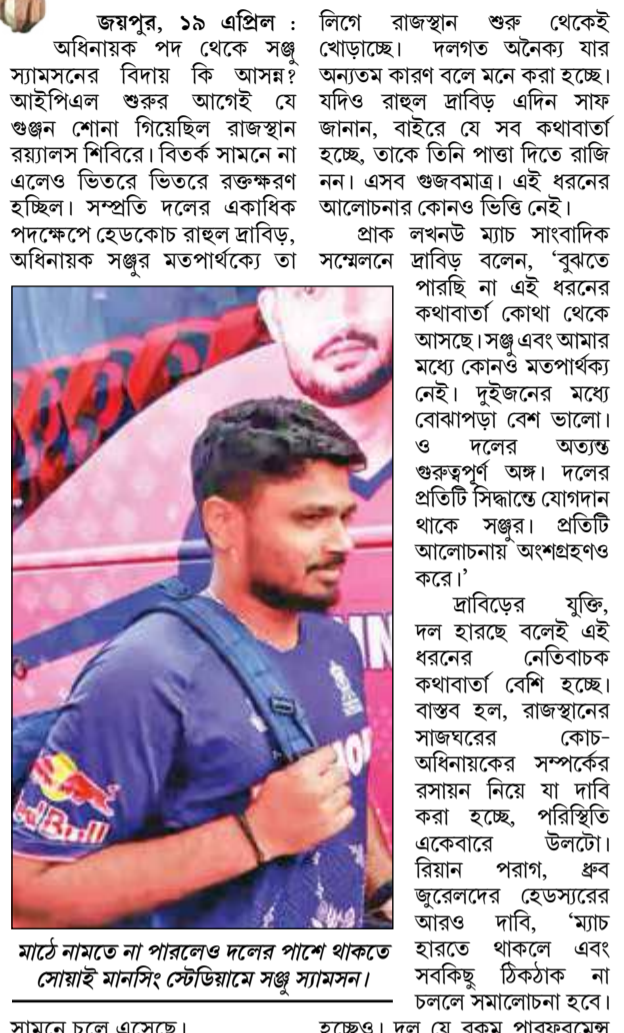 জয়পুর, ১৯ এপ্রিল :
অধিনায়ক পদ থেকে সঞ্জু
স্যামসনের বিদায় কি আসন্ন?
আইপিএল শুরুর আগেই যে
গুঞ্জন শোনা গিয়েছিল রাজস্থান
রয়্যালস শিবিরে। বিতর্ক সামনে না
এলেও ভিতরে ভিতরে রক্তক্ষরণ
হচ্ছিল। সম্প্রতি দলের একাধিক
পদক্ষেপে হেডকোচ রাহুল দ্রাবিড়,
অধিনায়ক সঞ্জুর মতপার্থক্যে তা
মাঠে নামতে না পারলেও দলের পাশে থাকতে
সোয়াই মানসিং স্টেডিয়ামে সঞ্জু স্যামসন।
সামনে চলে এসেছে।
লিগে রাজস্থান শুরু থেকেই
খোড়াচ্ছে। দলগত অনৈক্য যার
অন্যতম কারণ বলে মনে করা হচ্ছে।
যদিও রাহুল দ্রাবিড় এদিন সাফ
জানান, বাইরে যে সব কথাবার্তা
হচ্ছে, তাকে তিনি পাত্তা দিতে রাজি
নন। এসব গুজবমাত্র। এই ধরনের
আলোচনার কোনও ভিত্তি নেই।
প্রাক লখনউ ম্যাচ সাংবাদিক
সম্মেলনে দ্রাবিড় বলেন, ‘বুঝতে
পারছি না এই ধরনের
কথাবার্তা কোথা থেকে
আসছে। সঞ্জু এবং আমার
মধ্যে কোনও মতপার্থক্য
নেই। দুইজনের মধ্যে
বোঝাপড়া বেশ ভালো।
ও দলের অত্যন্ত
গুরুত্বপূর্ণ অঙ্গ। দলের
প্রতিটি সিদ্ধান্তে যোগদান
থাকে সঞ্জুর। প্রতিটি
আলোচনায় অংশগ্রহণও
করে।’
দ্রাবিড়ের যুক্তি,
দল হারছে বলেই এই
ধরনের নেতিবাচক
কথাবার্তা বেশি হচ্ছে।
বাস্তব হল, রাজস্থানের
সাজঘরের কোচ-
অধিনায়কের সম্পর্কের
রসায়ন নিয়ে যা দাবি
করা হচ্ছে, পরিস্থিতি
একেবারে উলটো।
রিয়ান পরাগ, ধ্রুব
জুরেলদের হেডস্যরের
আরও দাবি, ‘ম্যাচ
হারতে থাকলে এবং
সবকিছু ঠিকঠাক না
চললে সমালোচনা হবে।
হচ্ছেও। দল যে রকম পারফরমেন্স
Red Bull